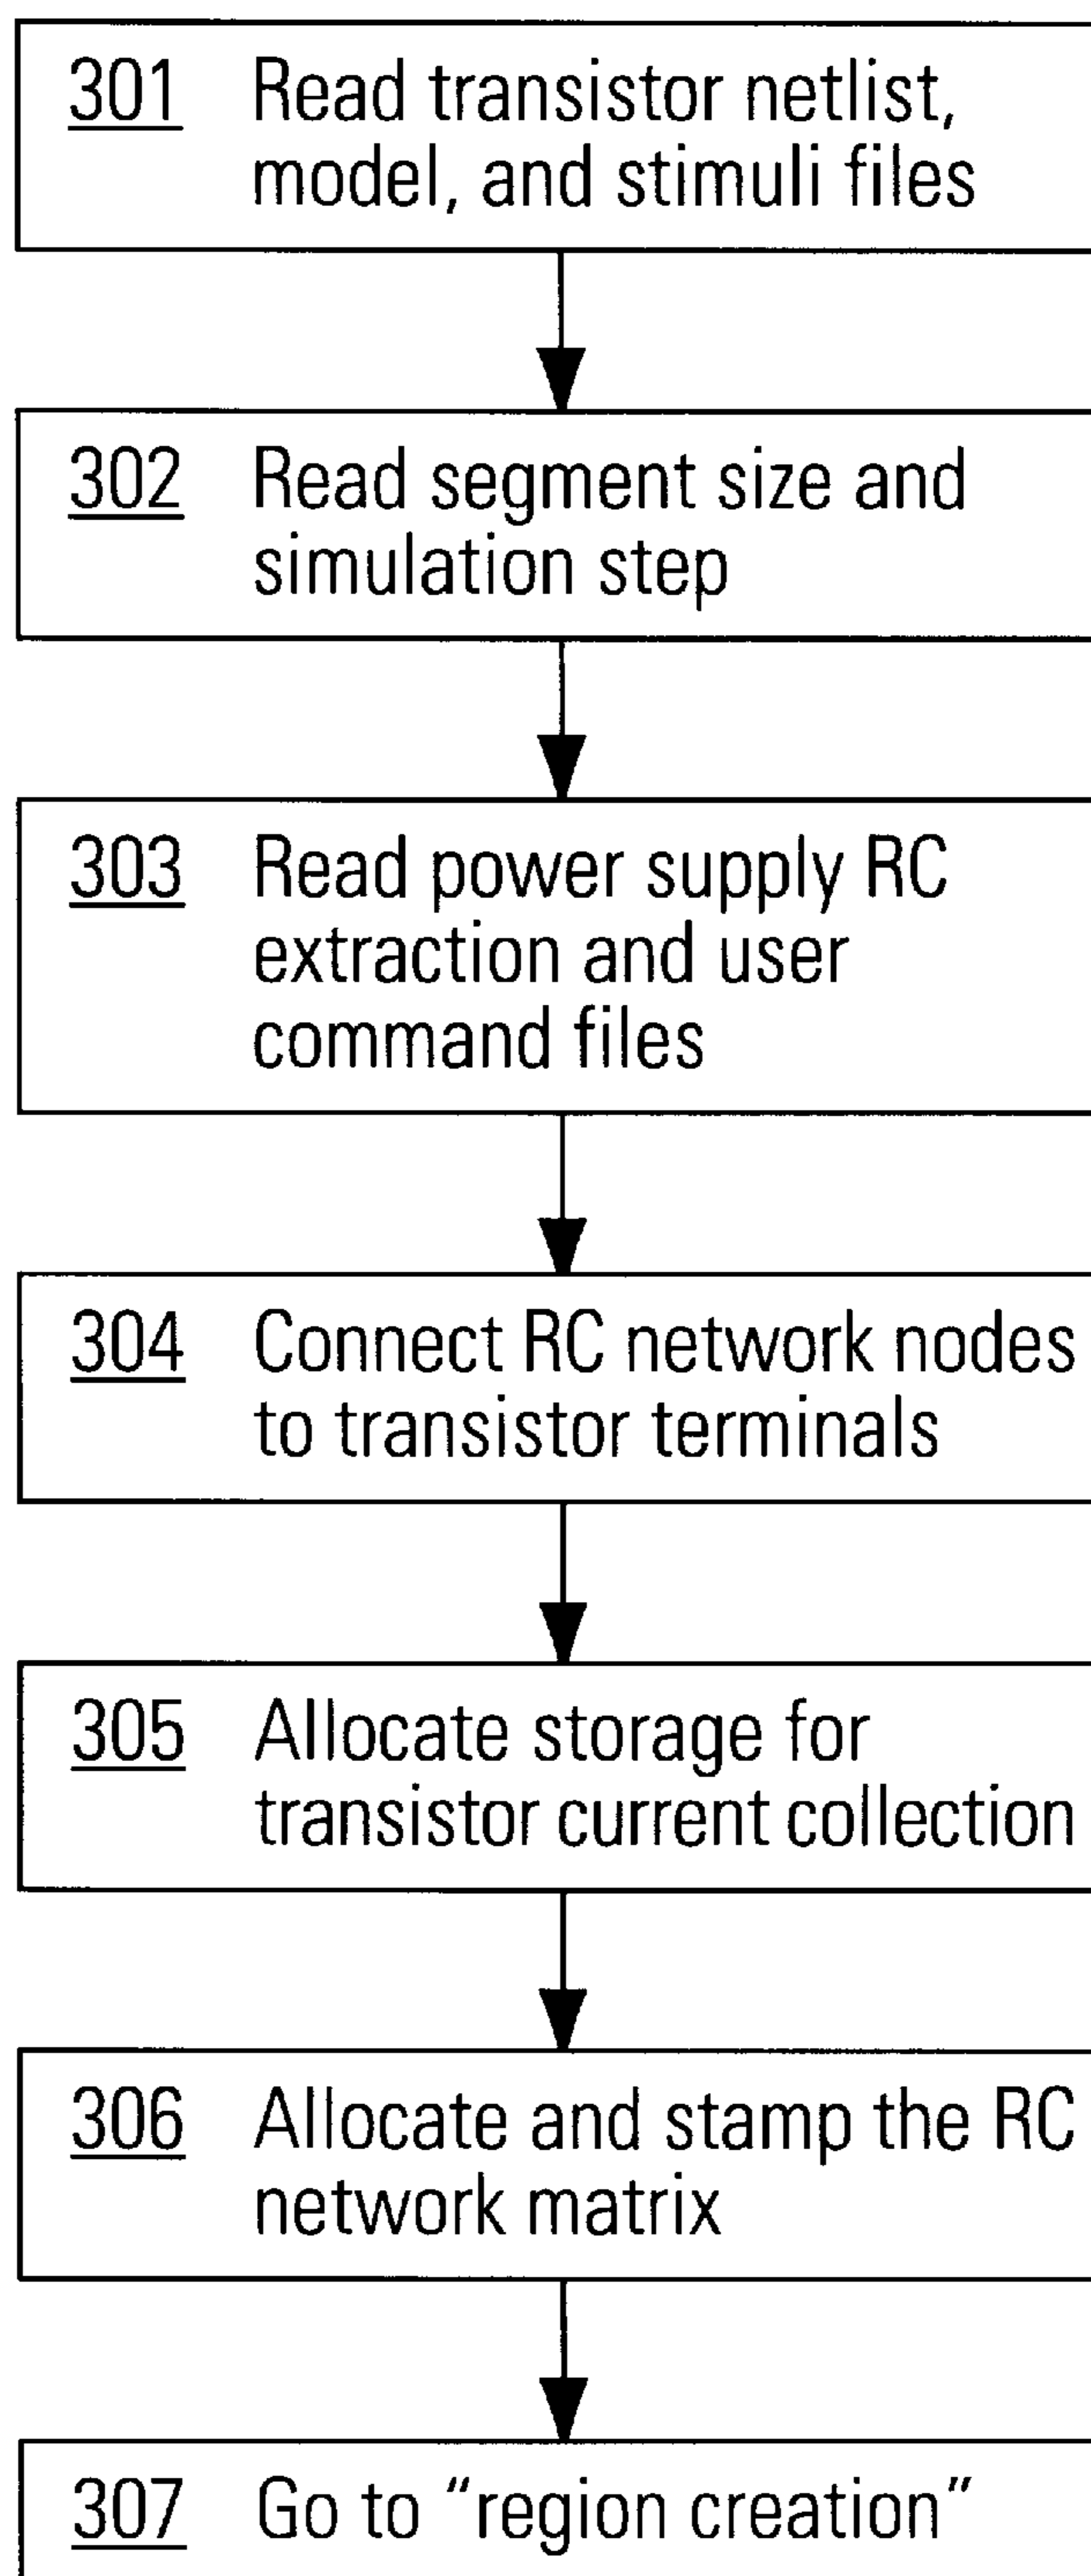 301 Read transistor netlist,
model, and stimuli files
302 Read segment size and
simulation step
303 Read power supply RC
extraction and user
command files
304 Connect RC network nodes
to transistor terminals
305 Allocate storage for
transistor current collection
306 Allocate and stamp the RC
network matrix
307 Go to “region creation”